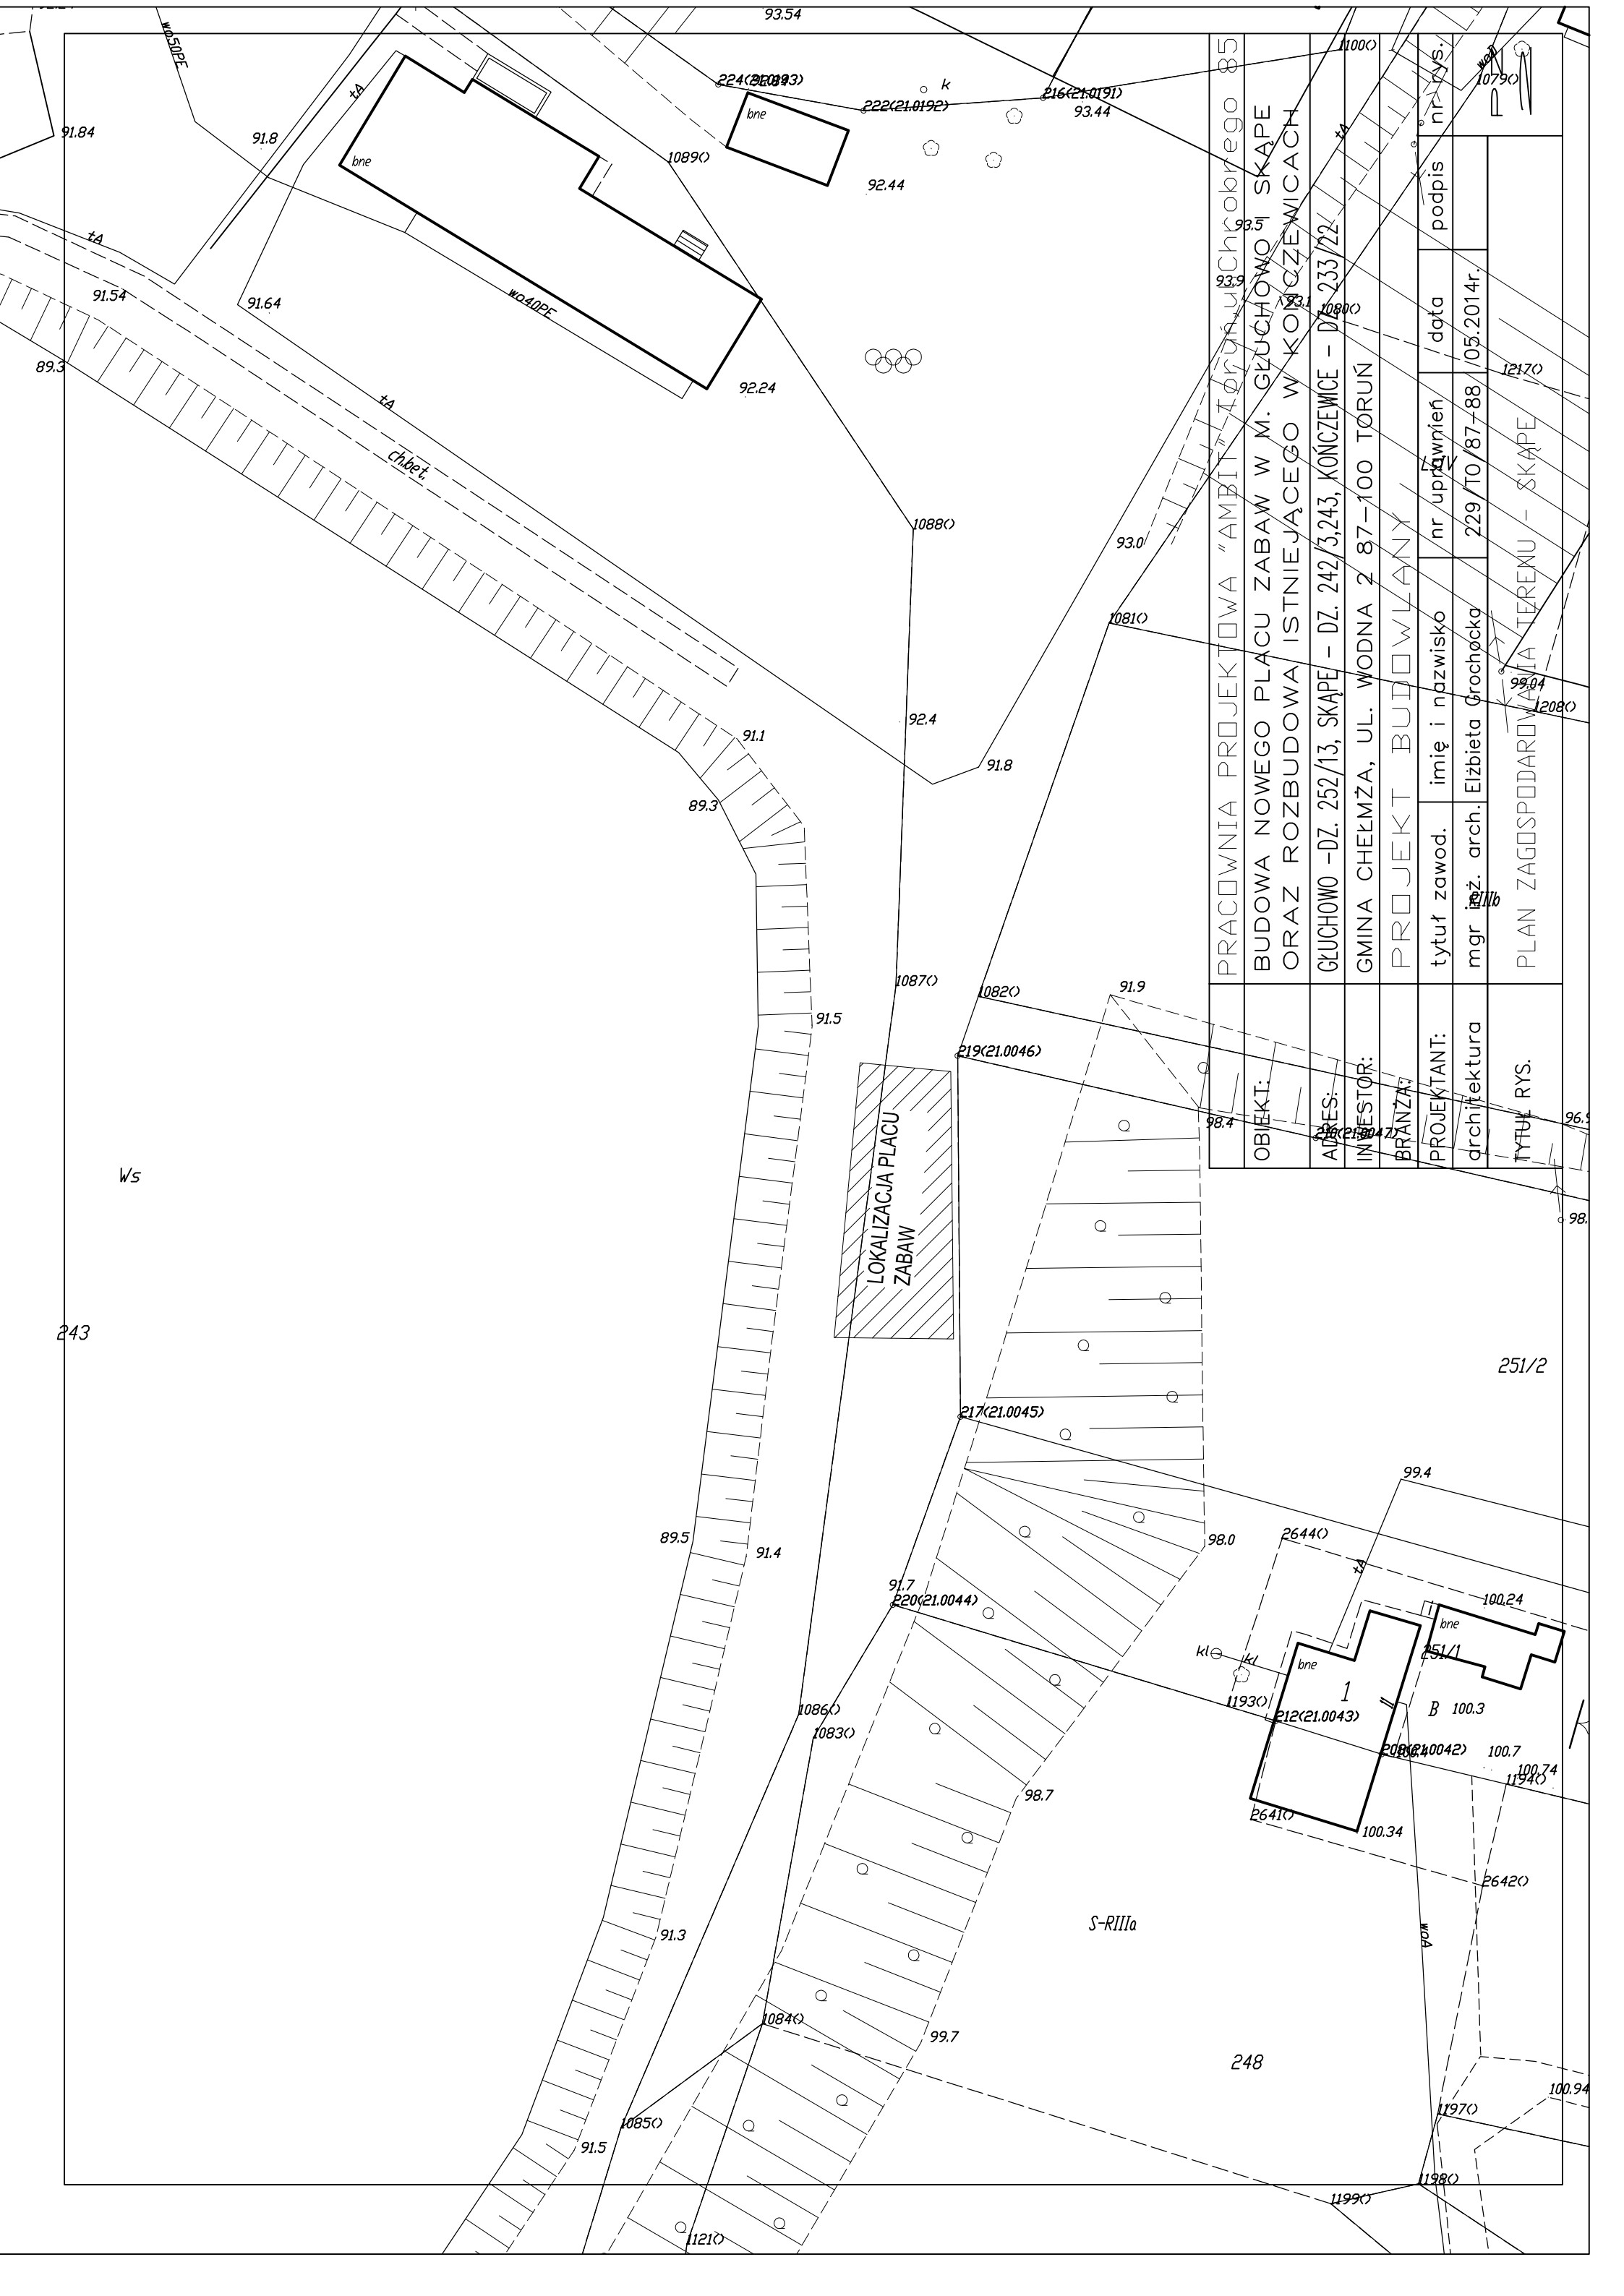 93.54
wo50PE
91.84
91.8
tA
bne
1089()
bne
222(21.0192)
k
216(21.0191)
93.44
1100()
1079()
92.44
tA
tA
91.54
91.64
wo40PE
89.3
92.24
tA
ch.bet.
93.5
93.9
93.1
1080()
1217()
1088()
93.0
1081()
99.04
1208()
92.4
91.1
91.8
89.3
1087()
1082()
91.9
91.5
219(21.0046)
98.4
Ws
243
LOKALIZACJA PLACU
ZABAW
251/2
217(21.0045)
99.4
89.5
91.4
98.0
2644()
tA
91.7
220(21.0044)
100.24
bne
251/1
kl
kl
bne
1
1193()
212(21.0043)
B
100.3
1086()
1083()
100.7
100.74
1194()
98.7
2641()
100.34
2642()
S-RIIIa
91.3
woA
1084()
99.7
248
100.94
1197()
1085()
91.5
1198()
1199()
1121()
PRACOWNIA PROJEKTOWA "AMBIT" Toruń ul. Chrobrego 85
OBIEKT: BUDOWA NOWEGO PLACU ZABAW W M. GŁUCHOWO I SKĄPE
ORAZ ROZBUDOWA ISTNIEJĄCEGO W KOŃCZEWICACH
ADRES: GŁUCHOWO -DZ. 252/13, SKĄPE - DZ. 242/3,243, KOŃCZEWICE - DZ. 233/22
INWESTOR: GMINA CHEŁMŻA, UL. WODNA 2 87-100 TORUŃ
BRANŻA: PROJEKT BUDOWLANY
PROJEKTANT: tytuł zawod. imię i nazwisko nr uprawnień data podpis nr rys.
architektura mgr inż. arch. Elżbieta Grochocka 229/TO/87-88 /05.2014r.
TYTUŁ RYS. PLAN ZAGOSPODAROWANIA TERENU - SKĄPE